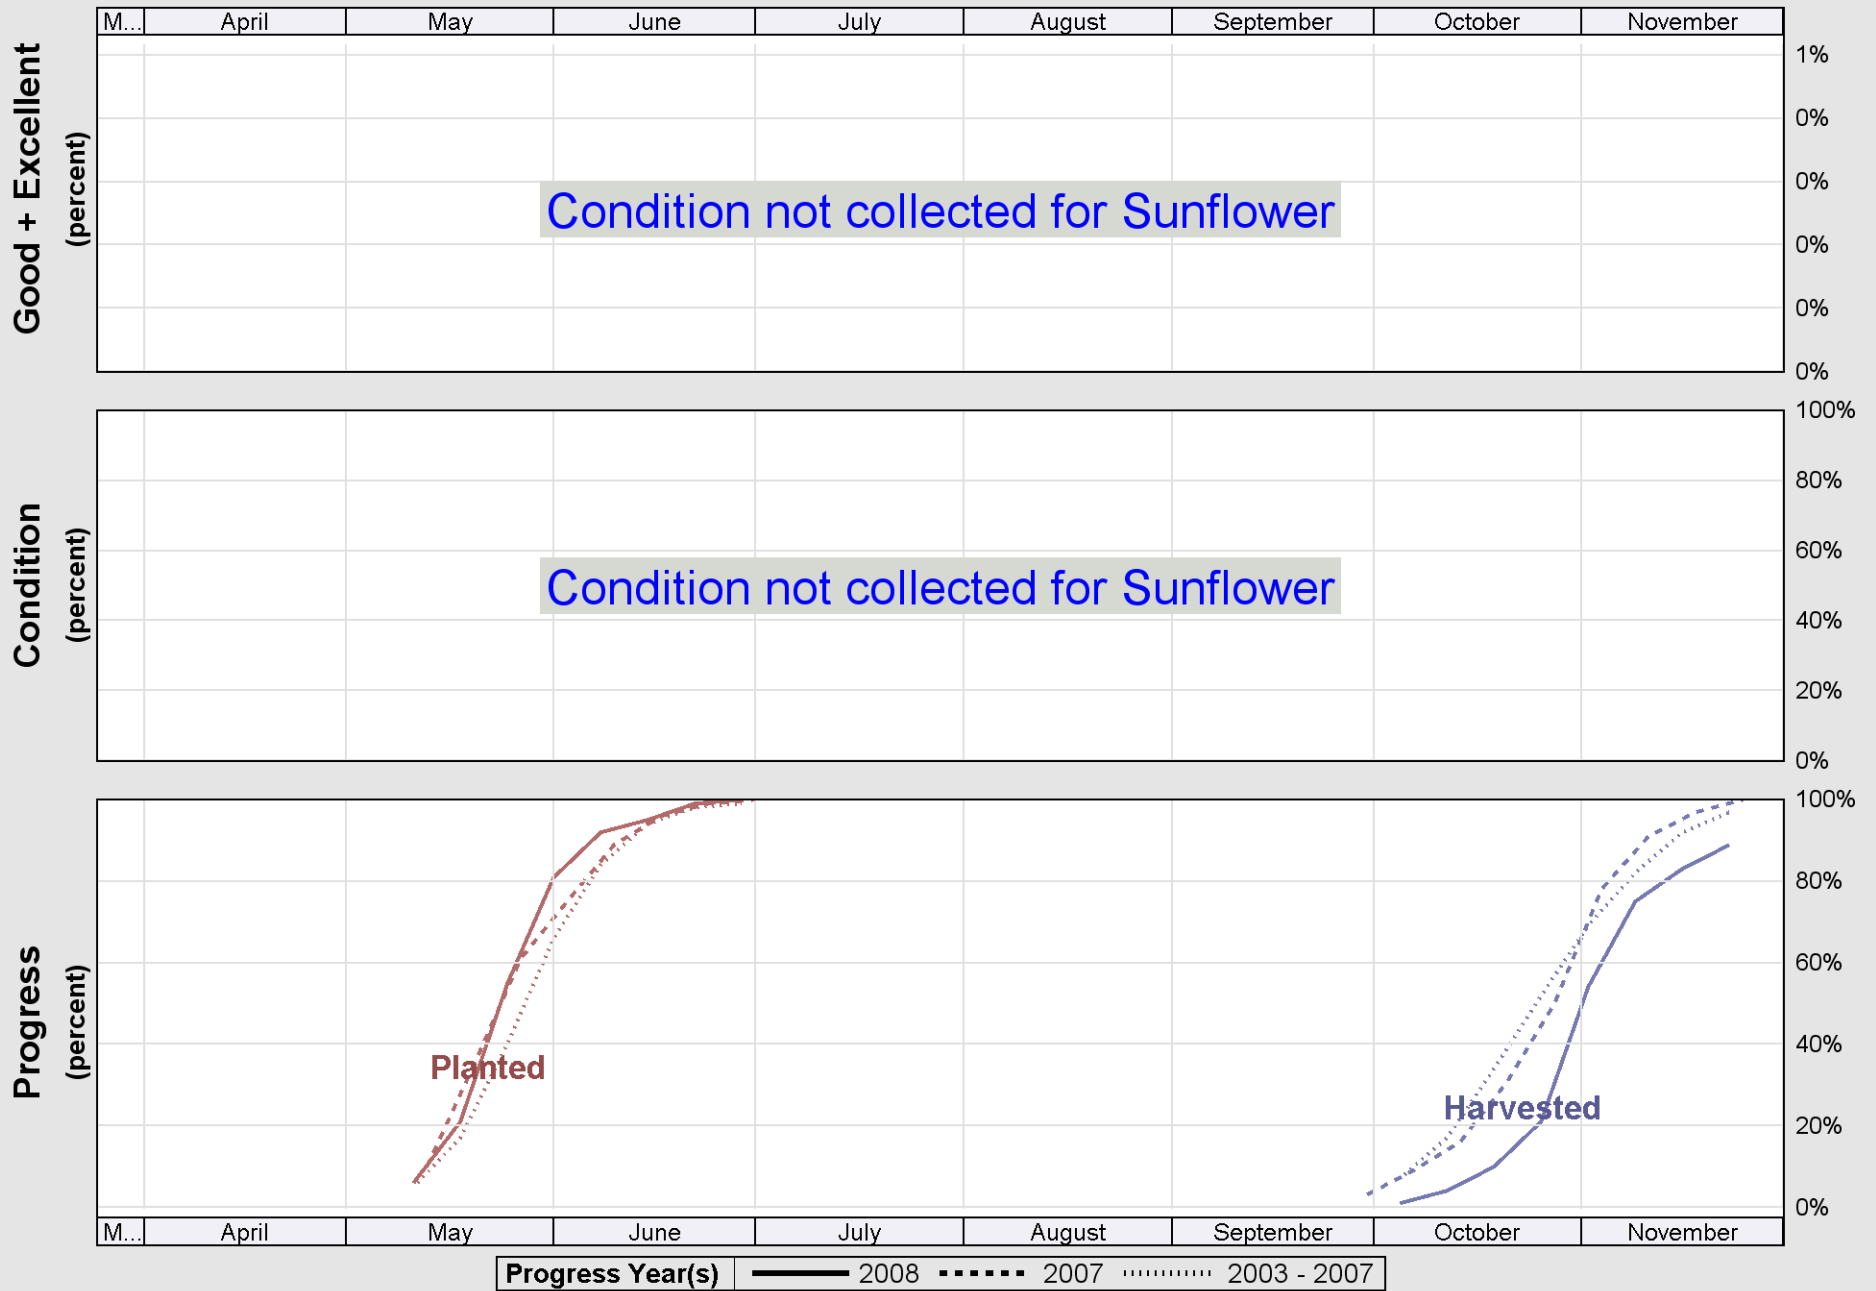 M... April May June July August September October November
Good + Excellent
(percent)
1%
0%
0%
0%
0%
0%
Condition not collected for Sunflower
Condition
(percent)
100%
80%
60%
40%
20%
0%
Condition not collected for Sunflower
Progress
(percent)
100%
80%
60%
40%
20%
0%
Planted
Harvested
M... April May June July August September October November
Progress Year(s) 2008 2007 2003 - 2007